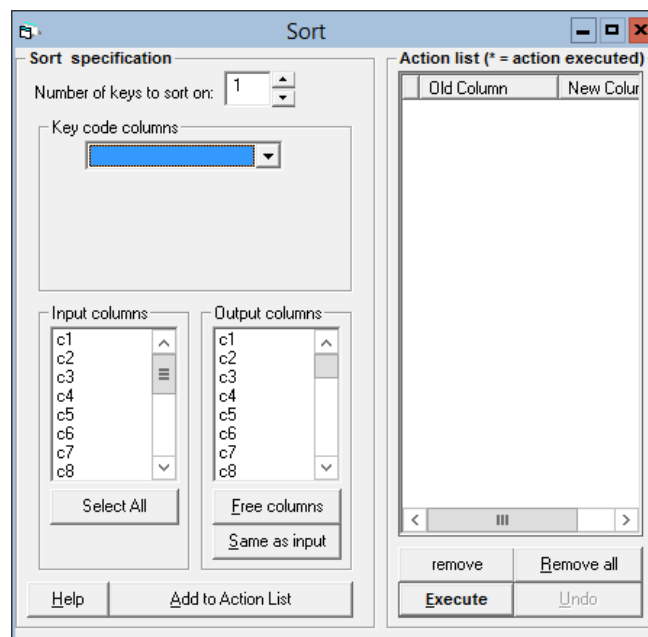 Sort
Sort specification
Number of keys to sort on: 1
Key code columns
Input columns
c1
c2
c3
c4
c5
c6
c7
c8
Select All
Output columns
c1
c2
c3
c4
c5
c6
c7
c8
Free columns
Same as input
Help
Add to Action List
Action list (* = action executed)
Old Column New Colur
remove Remove all
Execute Undo